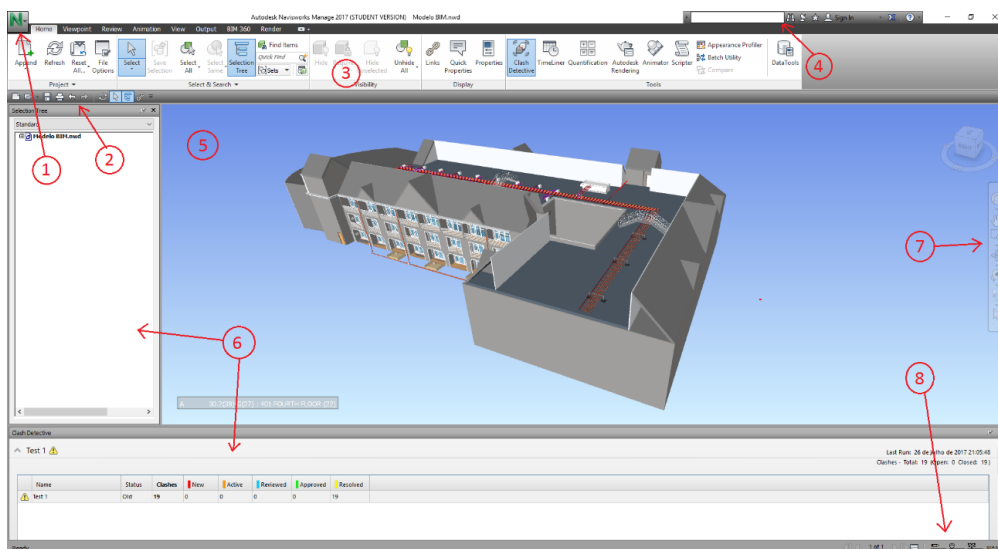 Autodesk Navisworks Manage 2017 (STUDENT VERSION) Modelo BIM.nwd
Sign In
Home Viewpoint Review Animation View Output BIM 360 Render
Append Refresh Reset All... File Options
Select Save Selection Select All Select Same Selection Tree
Find Items
Quick Find
Sets
Hide Hide Unselected Unhide All
Links Quick Properties Properties
Clash Detective TimeLiner Quantification Autodesk Rendering Animator Scripter
Appearance Profiler
Batch Utility
Compare
DataTools
Project Select & Search Visibility Display Tools
Selection Tree
Standard
Modelo BIM.nwd
1
2
3
4
5
6
7
8
FOURTH FLOOR
Clash Detective
Test 1
Last Run: 26 de julho de 2017 21:05:48
Clashes - Total: 19 (Open: 0 Closed: 19)
Name Status Clashes New Active Reviewed Approved Resolved
Test 1 Old 19 0 0 0 0 19
Ready
1 of 1